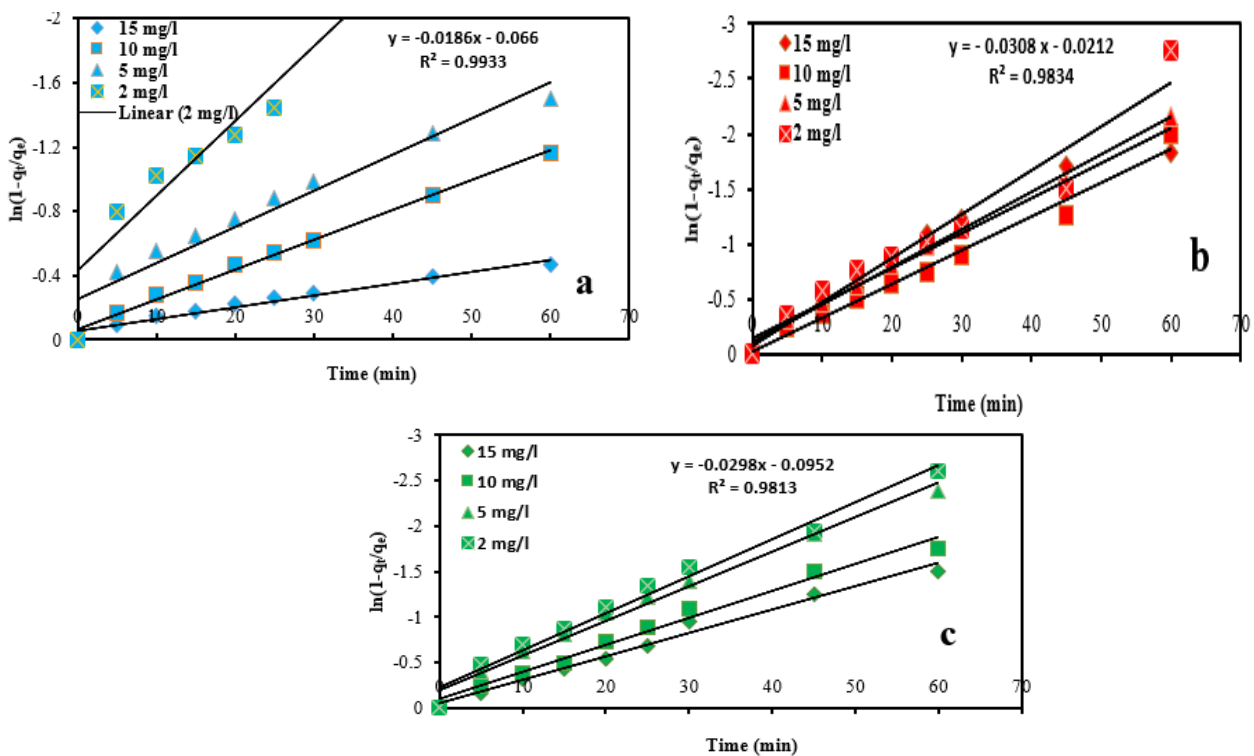 -2
-1.6
-1.2
-0.8
-0.4
0
ln(1-qt/qe)
15 mg/l
10 mg/l
5 mg/l
2 mg/l
Linear (2 mg/l)
y = -0.0186x - 0.066
R² = 0.9933
a
0 10 20 30 40 50 60 70
Time (min)
-3
-2.5
-2
-1.5
-1
-0.5
0
ln(1-qt/qe)
15 mg/l
10 mg/l
5 mg/l
2 mg/l
y = - 0.0308 x - 0.0212
R² = 0.9834
b
0 10 20 30 40 50 60 70
Time (min)
-3
-2.5
-2
-1.5
-1
-0.5
0
ln(1-qt/qe)
15 mg/l
10 mg/l
5 mg/l
2 mg/l
y = -0.0298x - 0.0952
R² = 0.9813
c
0 10 20 30 40 50 60 70
Time (min)